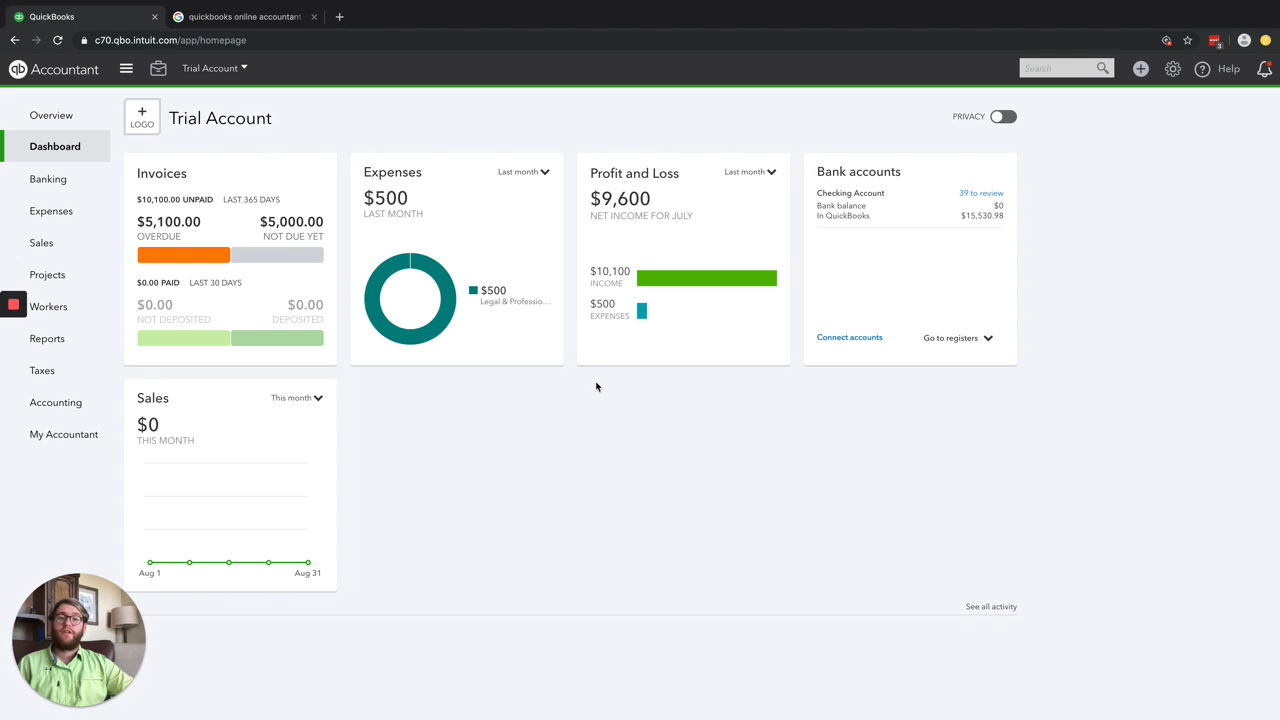 QuickBooks
quickbooks online accountant
c70.qbo.intuit.com/app/homepage
3
qb Accountant
Trial Account
Search
Help
Overview
Dashboard
Banking
Expenses
Sales
Projects
Workers
Reports
Taxes
Accounting
My Accountant
+
LOGO
Trial Account
PRIVACY
Invoices
$10,100.00 UNPAID LAST 365 DAYS
$5,100.00 $5,000.00
OVERDUE NOT DUE YET
$0.00 PAID LAST 30 DAYS
$0.00 $0.00
NOT DEPOSITED DEPOSITED
Expenses Last month
$500
LAST MONTH
$500
Legal & Professio...
Profit and Loss Last month
$9,600
NET INCOME FOR JULY
$10,100
INCOME
$500
EXPENSES
Bank accounts
Checking Account 39 to review
Bank balance $0
In QuickBooks $15,530.98
Connect accounts Go to registers
Sales This month
$0
THIS MONTH
Aug 1 Aug 31
See all activity